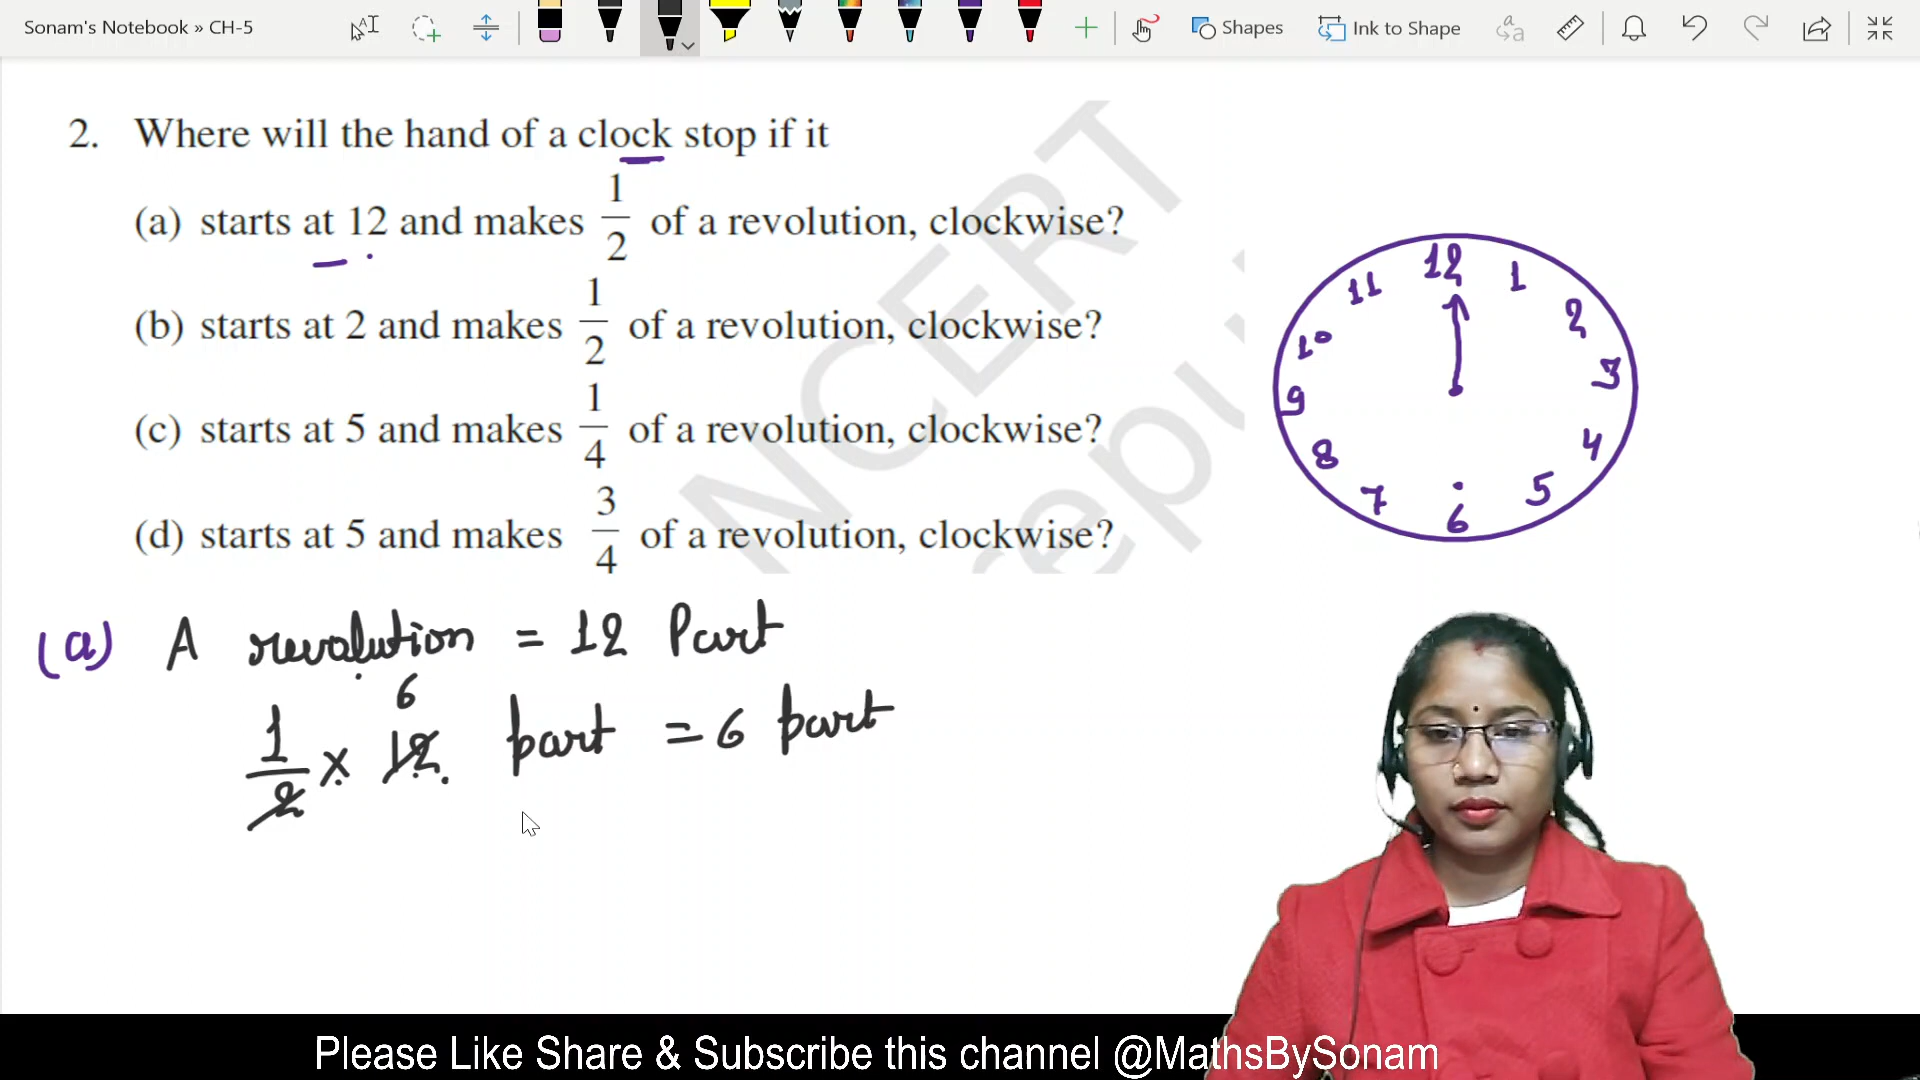 Sonam's Notebook » CH-5
Shapes
Ink to Shape
2. Where will the hand of a clock stop if it
(a) starts at 12 and makes 1/2 of a revolution, clockwise?
(b) starts at 2 and makes 1/2 of a revolution, clockwise?
(c) starts at 5 and makes 1/4 of a revolution, clockwise?
(d) starts at 5 and makes 3/4 of a revolution, clockwise?
NCERT
repu
12
1
2
3
4
5
6
7
8
9
10
11
(a) A revolution = 12 Part
6
1/2 × 12 part = 6 part
Please Like Share & Subscribe this channel @MathsBySonam